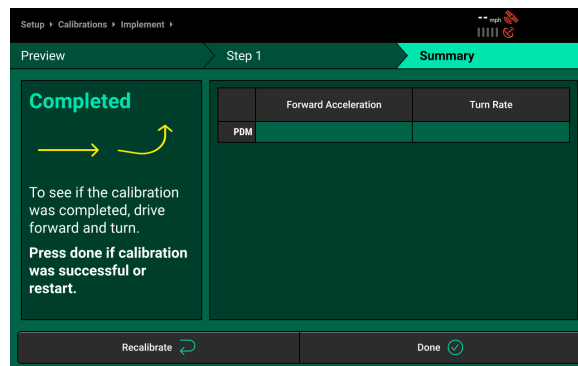 Setup ▸ Calibrations ▸ Implement ▸
-- mph
Preview
Step 1
Summary
Completed
To see if the calibration
was completed, drive
forward and turn.
Press done if calibration
was successful or
restart.
Forward Acceleration
Turn Rate
PDM
Recalibrate
Done